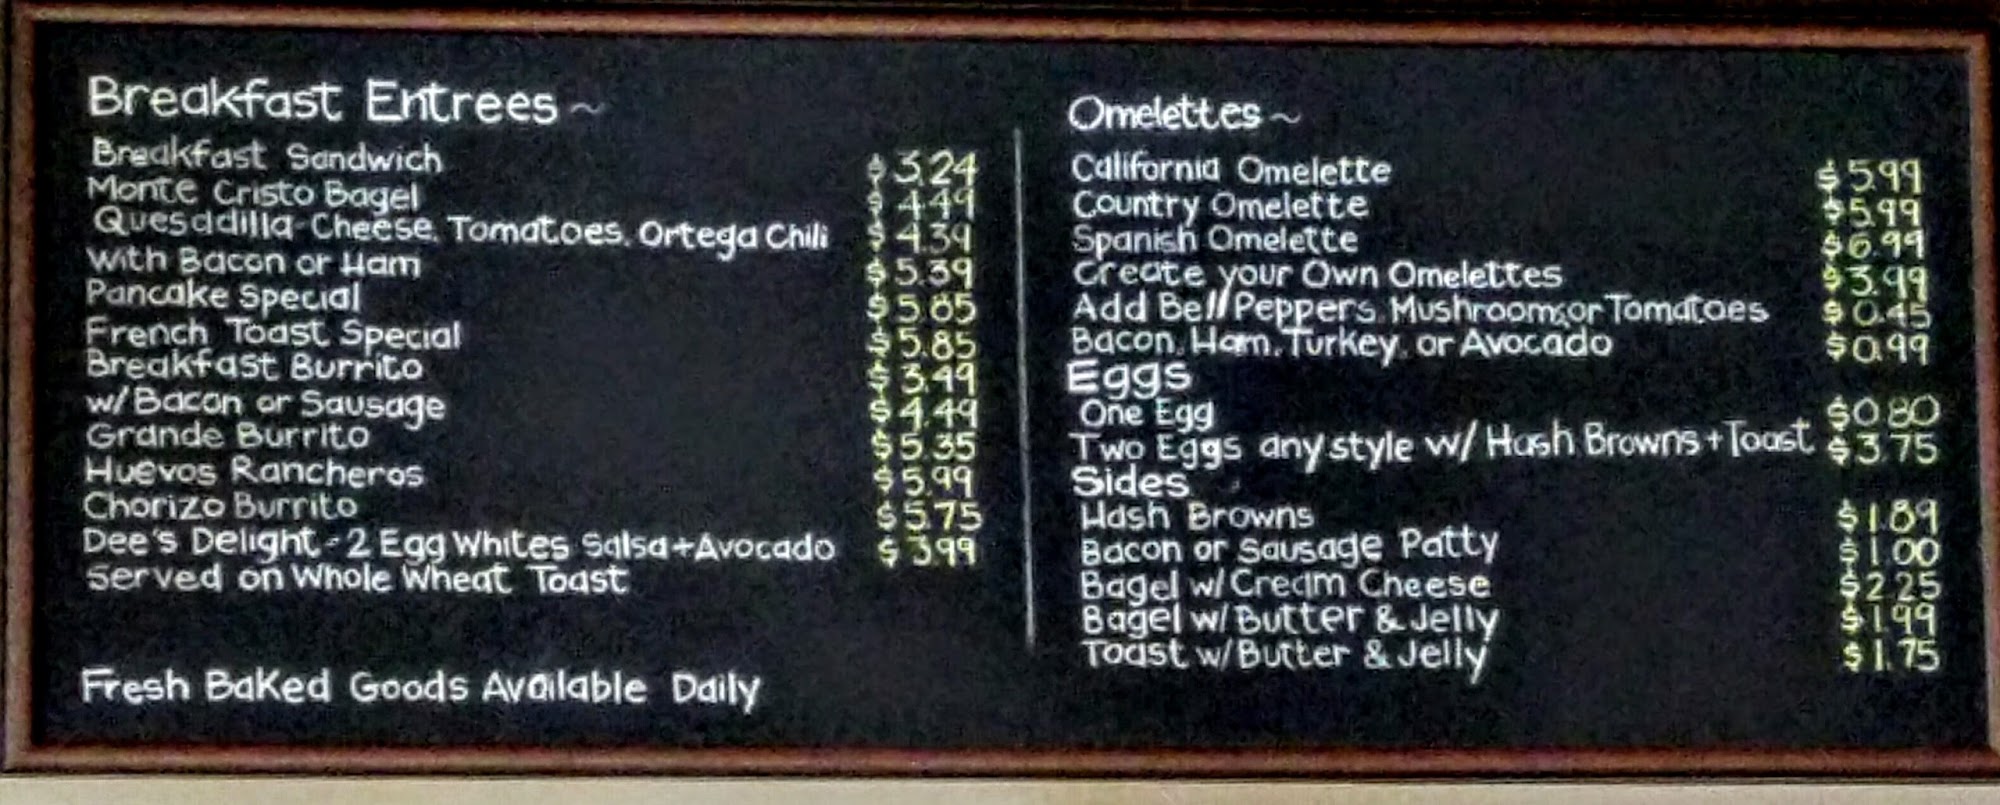 Breakfast Entrees ~
Breakfast Sandwich $3.24
Monte Cristo Bagel $4.49
Quesadilla-Cheese, Tomatoes, Ortega Chili $4.39
With Bacon or Ham $5.39
Pancake Special $5.85
French Toast Special $5.85
Breakfast Burrito $3.49
w/Bacon or Sausage $4.49
Grande Burrito $5.35
Huevos Rancheros $5.99
Chorizo Burrito $5.75
Dee's Delight-2 Egg Whites Salsa+Avocado $3.99
Served on Whole Wheat Toast
Fresh Baked Goods Available Daily
Omelettes ~
California Omelette $5.99
Country Omelette $5.99
Spanish Omelette $6.99
Create your Own Omelettes $3.99
Add Bell Peppers, Mushrooms, or Tomatoes $0.45
Bacon, Ham, Turkey, or Avocado $0.99
Eggs
One Egg $0.80
Two Eggs any style w/ Hash Browns + Toast $3.75
Sides
Hash Browns $1.89
Bacon or Sausage Patty $1.00
Bagel w/Cream Cheese $2.25
Bagel w/Butter & Jelly $1.99
Toast w/Butter & Jelly $1.75